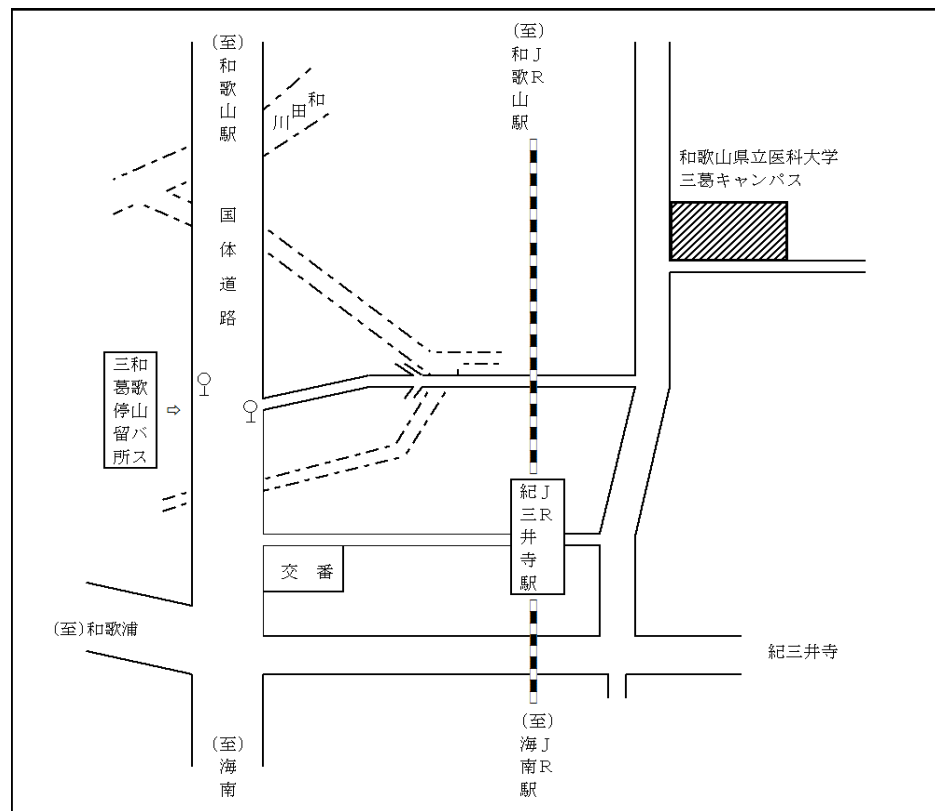 (至)和歌山駅
(至)
JR
和歌山駅
和田川
和歌山県立医科大学
三葛キャンパス
国体道路
和歌山バス
三葛停留所
⇨
JR
紀三井寺駅
交 番
(至)和歌浦
紀三井寺
(至)海南
(至)
JR
海南駅